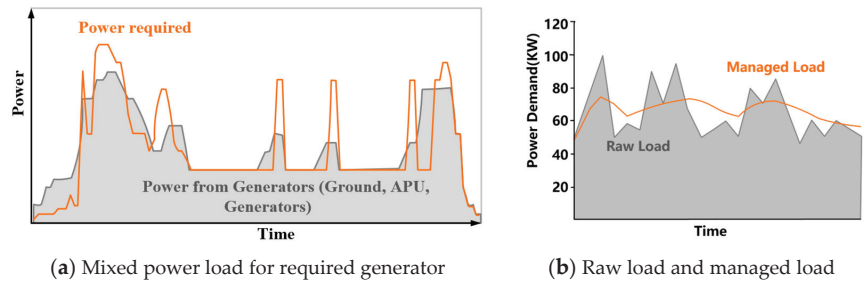 Power required
Power
Power from Generators (Ground, APU,
Generators)
Time
(a) Mixed power load for required generator
Power Demand(KW)
120
100
80
60
40
20
Managed Load
Raw Load
Time
(b) Raw load and managed load